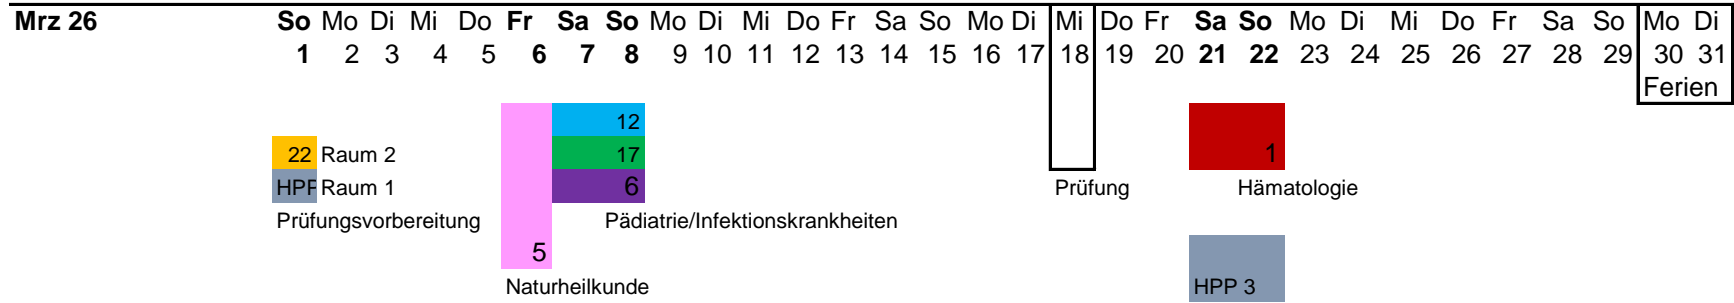 Mrz 26 So Mo Di Mi Do Fr Sa So Mo Di Mi Do Fr Sa So Mo Di Mi Do Fr Sa So Mo Di Mi Do Fr Sa So Mo Di
1 2 3 4 5 6 7 8 9 10 11 12 13 14 15 16 17 18 19 20 21 22 23 24 25 26 27 28 29 30 31
Ferien
12
22 Raum 2 17 1
HPP Raum 1 6 Prüfung Hämatologie
Prüfungsvorbereitung Pädiatrie/Infektionskrankheiten
5
Naturheilkunde HPP 3